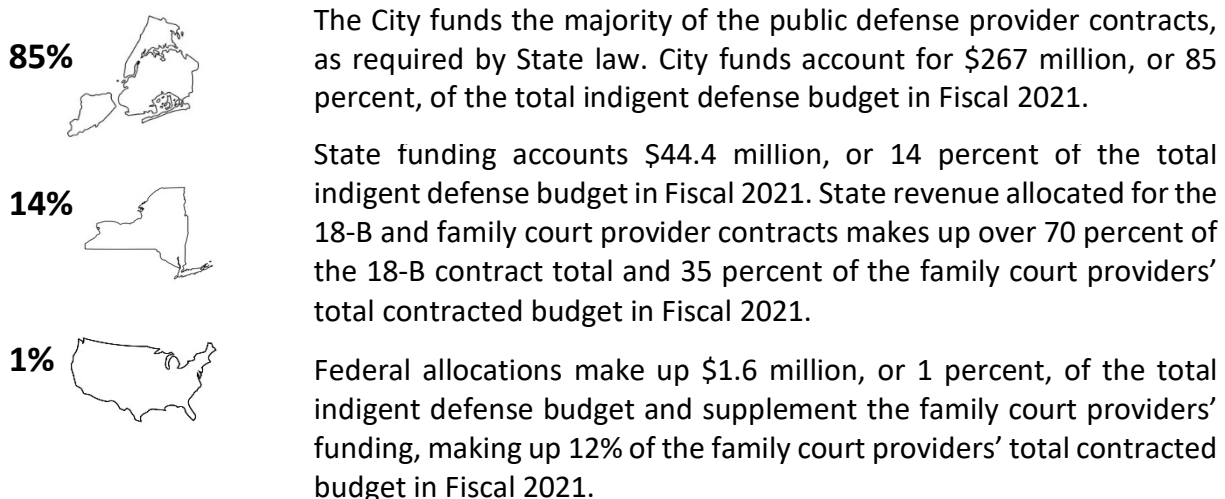 85%
The City funds the majority of the public defense provider contracts,
as required by State law. City funds account for $267 million, or 85
percent, of the total indigent defense budget in Fiscal 2021.
14%
State funding accounts $44.4 million, or 14 percent of the total
indigent defense budget in Fiscal 2021. State revenue allocated for the
18-B and family court provider contracts makes up over 70 percent of
the 18-B contract total and 35 percent of the family court providers’
total contracted budget in Fiscal 2021.
1%
Federal allocations make up $1.6 million, or 1 percent, of the total
indigent defense budget and supplement the family court providers’
funding, making up 12% of the family court providers’ total contracted
budget in Fiscal 2021.